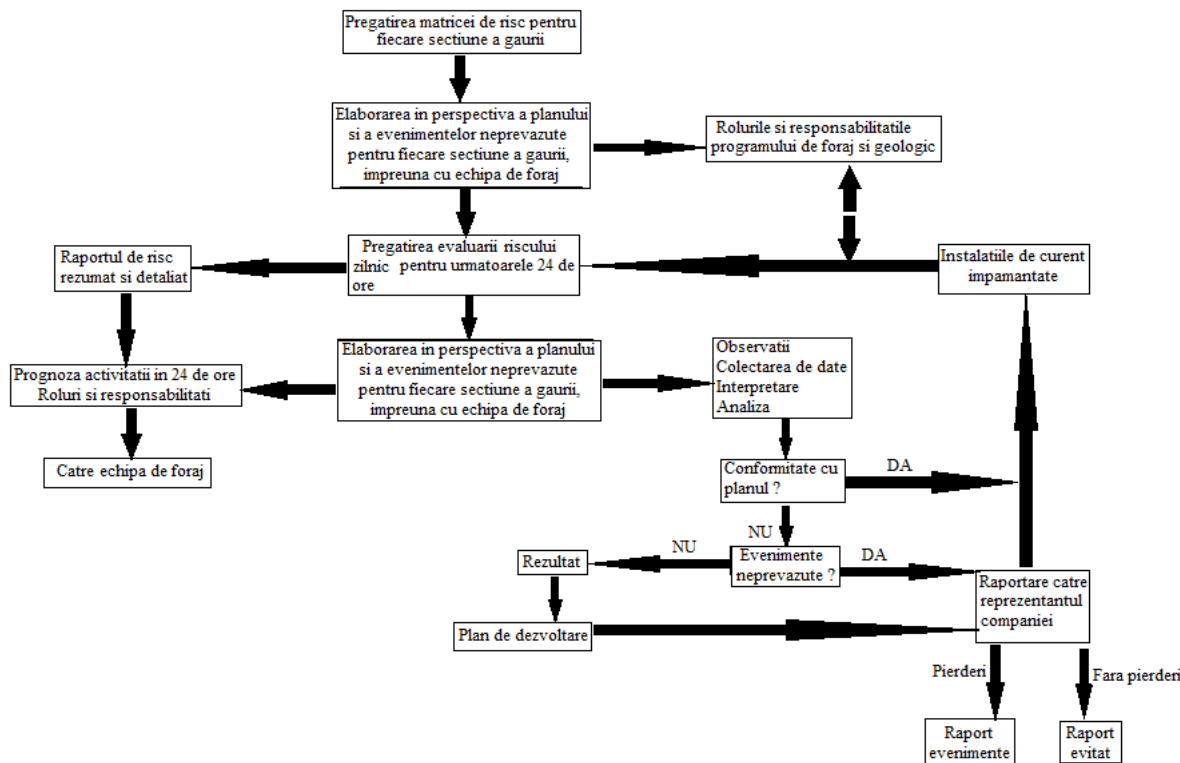 Pregatirea matricei de risc pentru
fiecare sectiune a gaurii
Elaborarea in perspectiva a planului
si a evenimentelor neprevazute
pentru fiecare sectiune a gaurii,
impreuna cu echipa de foraj
Rolurile si responsabilitatile
programului de foraj si geologic
Raportul de risc
rezumat si detaliat
Pregatirea evaluarii riscului
zilnic pentru urmatoarele 24 de
ore
Instalatiile de curent
impamantate
Prognoza activitatii in 24 de ore
Roluri si responsabilitati
Elaborarea in perspectiva a planului
si a evenimentelor neprevazute
pentru fiecare sectiune a gaurii,
impreuna cu echipa de foraj
Observatii
Colectarea de date
Interpretare
Analiza
Catre echipa de foraj
Conformitate cu
planul ?
DA
NU
Evenimente
neprevazute ?
NU
DA
Rezultat
Plan de dezvoltare
Raportare catre
reprezentantul
companiei
Pierderi
Fara pierderi
Raport
evenimente
Raport
evitat